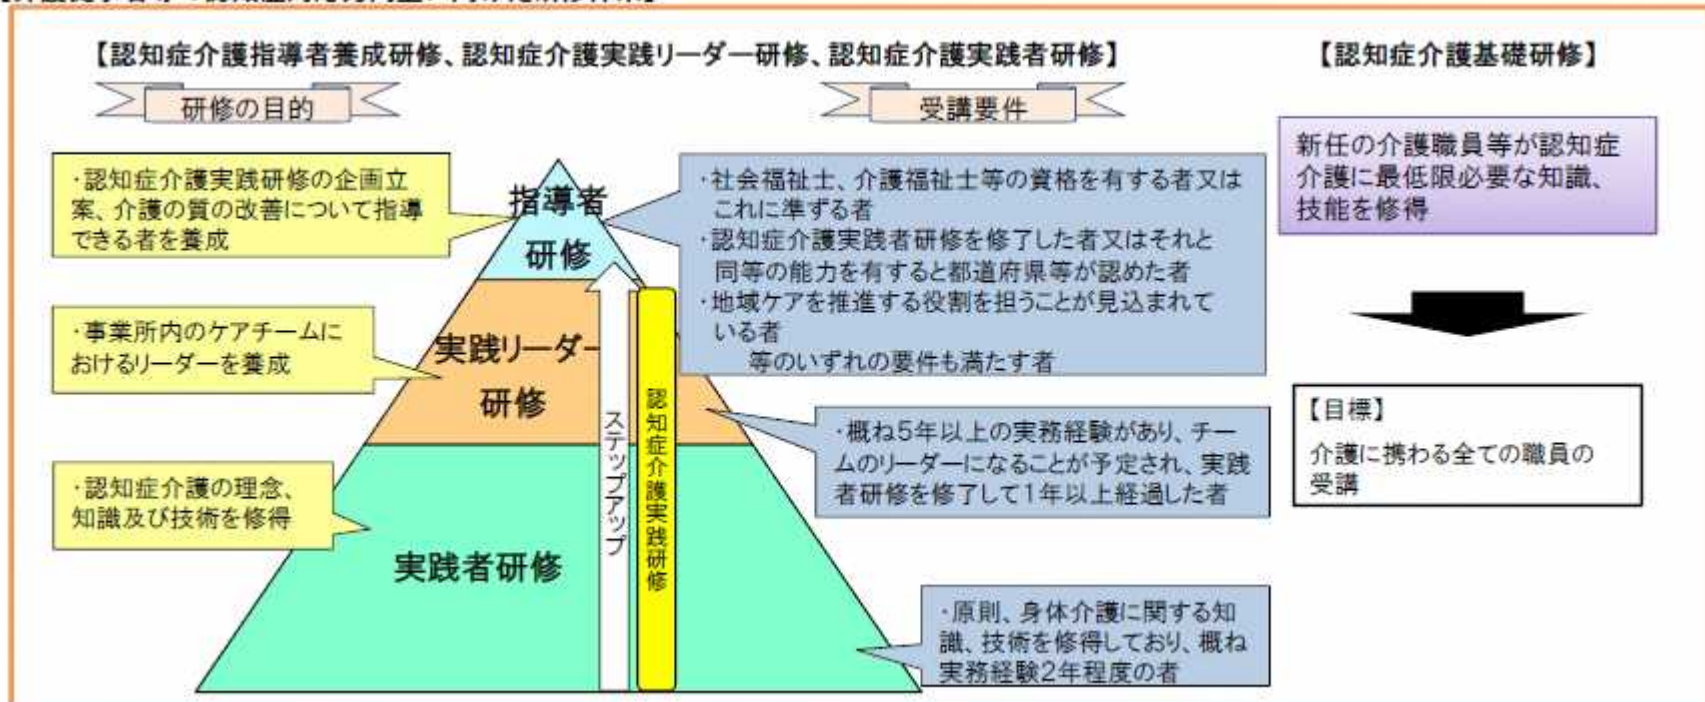 【認知症介護指導者養成研修、認知症介護実践リーダー研修、認知症介護実践者研修】
【認知症介護基礎研修】
研修の目的
受講要件
・認知症介護実践研修の企画立
案、介護の質の改善について指導
できる者を養成
指導者
研修
・社会福祉士、介護福祉士等の資格を有する者又は
これに準ずる者
・認知症介護実践者研修を修了した者又はそれと
同等の能力を有すると都道府県等が認めた者
・地域ケアを推進する役割を担うことが見込まれて
いる者
等のいずれの要件も満たす者
新任の介護職員等が認知症
介護に最低限必要な知識、
技能を修得
・事業所内のケアチームに
おけるリーダーを養成
実践リーダー
研修
・概ね5年以上の実務経験があり、チー
ムのリーダーになることが予定され、実践
者研修を修了して1年以上経過した者
【目標】
介護に携わる全ての職員の
受講
・認知症介護の理念、
知識及び技術を修得
実践者研修
ステップアップ
認知症介護実践研修
・原則、身体介護に関する知
識、技術を修得しており、概ね
実務経験2年程度の者